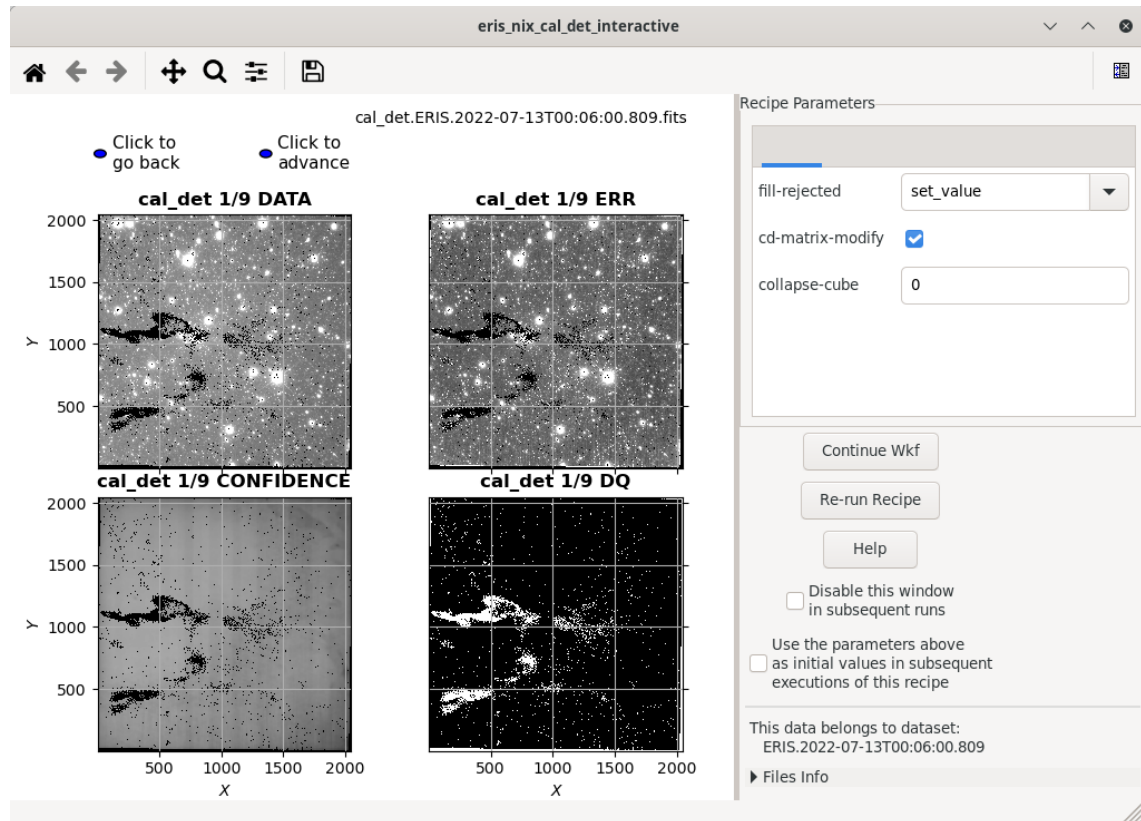 eris_nix_cal_det_interactive
cal_det.ERIS.2022-07-13T00:06:00.809.fits
Click to
go back
Click to
advance
cal_det 1/9 DATA
cal_det 1/9 ERR
2000
1500
1000
500
Y
cal_det 1/9 CONFIDENCE
cal_det 1/9 DQ
2000
1500
1000
500
Y
500 1000 1500 2000
X
500 1000 1500 2000
X
Recipe Parameters
fill-rejected set_value
cd-matrix-modify
collapse-cube 0
Continue Wkf
Re-run Recipe
Help
Disable this window
in subsequent runs
Use the parameters above
as initial values in subsequent
executions of this recipe
This data belongs to dataset:
ERIS.2022-07-13T00:06:00.809
Files Info